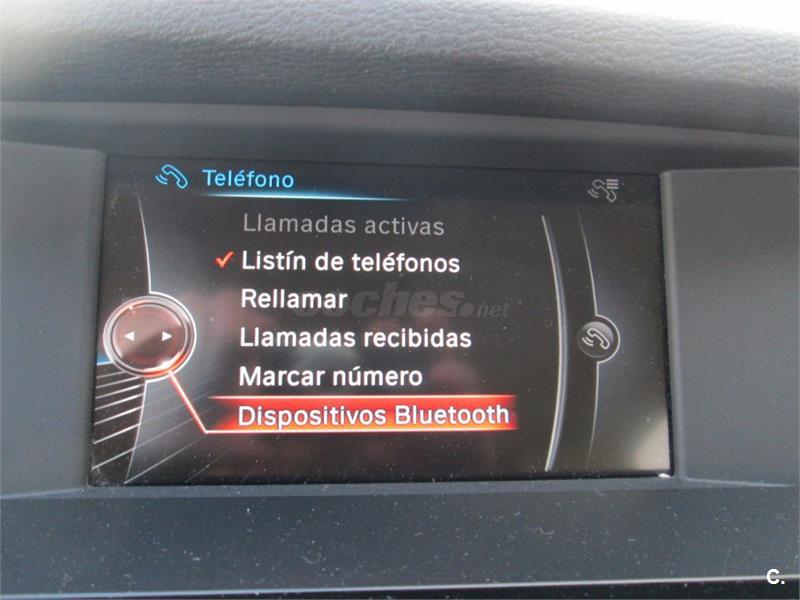 Teléfono
Llamadas activas
Listín de teléfonos
Rellamar
coches.net
Llamadas recibidas
Marcar número
Dispositivos Bluetooth
C.